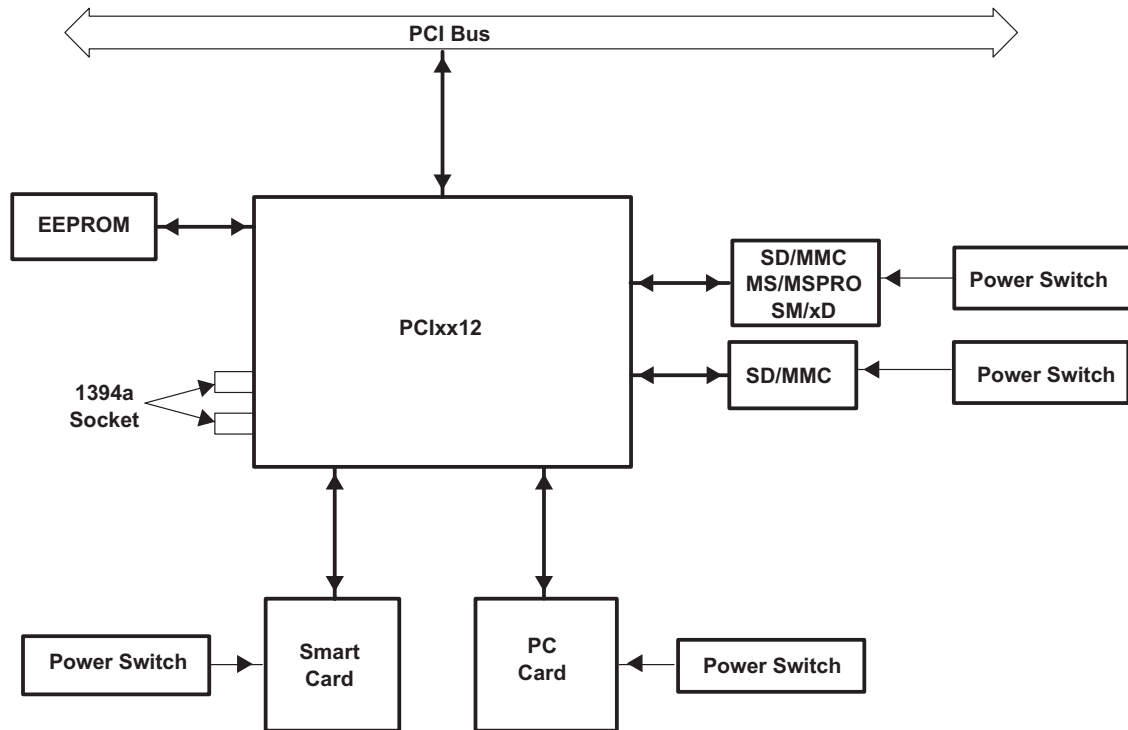 PCI Bus
EEPROM
SD/MMC
MS/MSPRO
SM/xD
Power Switch
PCIxx12
SD/MMC
Power Switch
1394a
Socket
Power Switch
Smart
Card
PC
Card
Power Switch